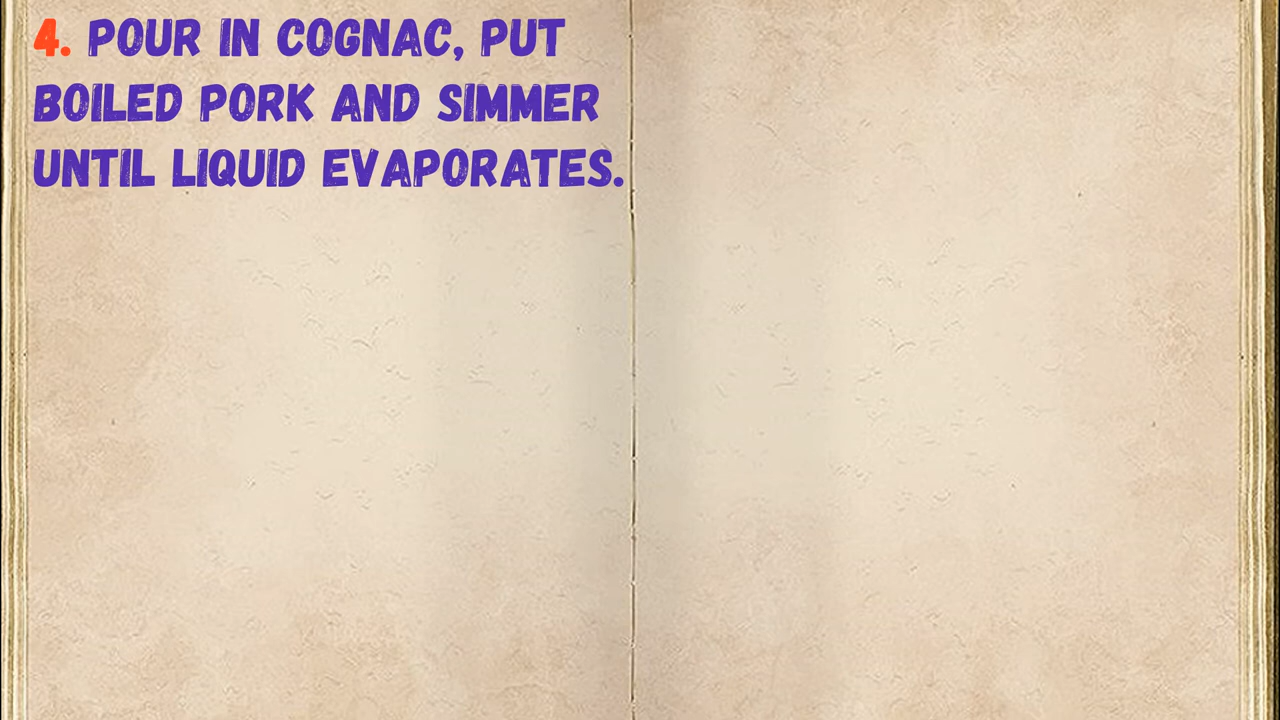 4. POUR IN COGNAC, PUT
BOILED PORK AND SIMMER
UNTIL LIQUID EVAPORATES.